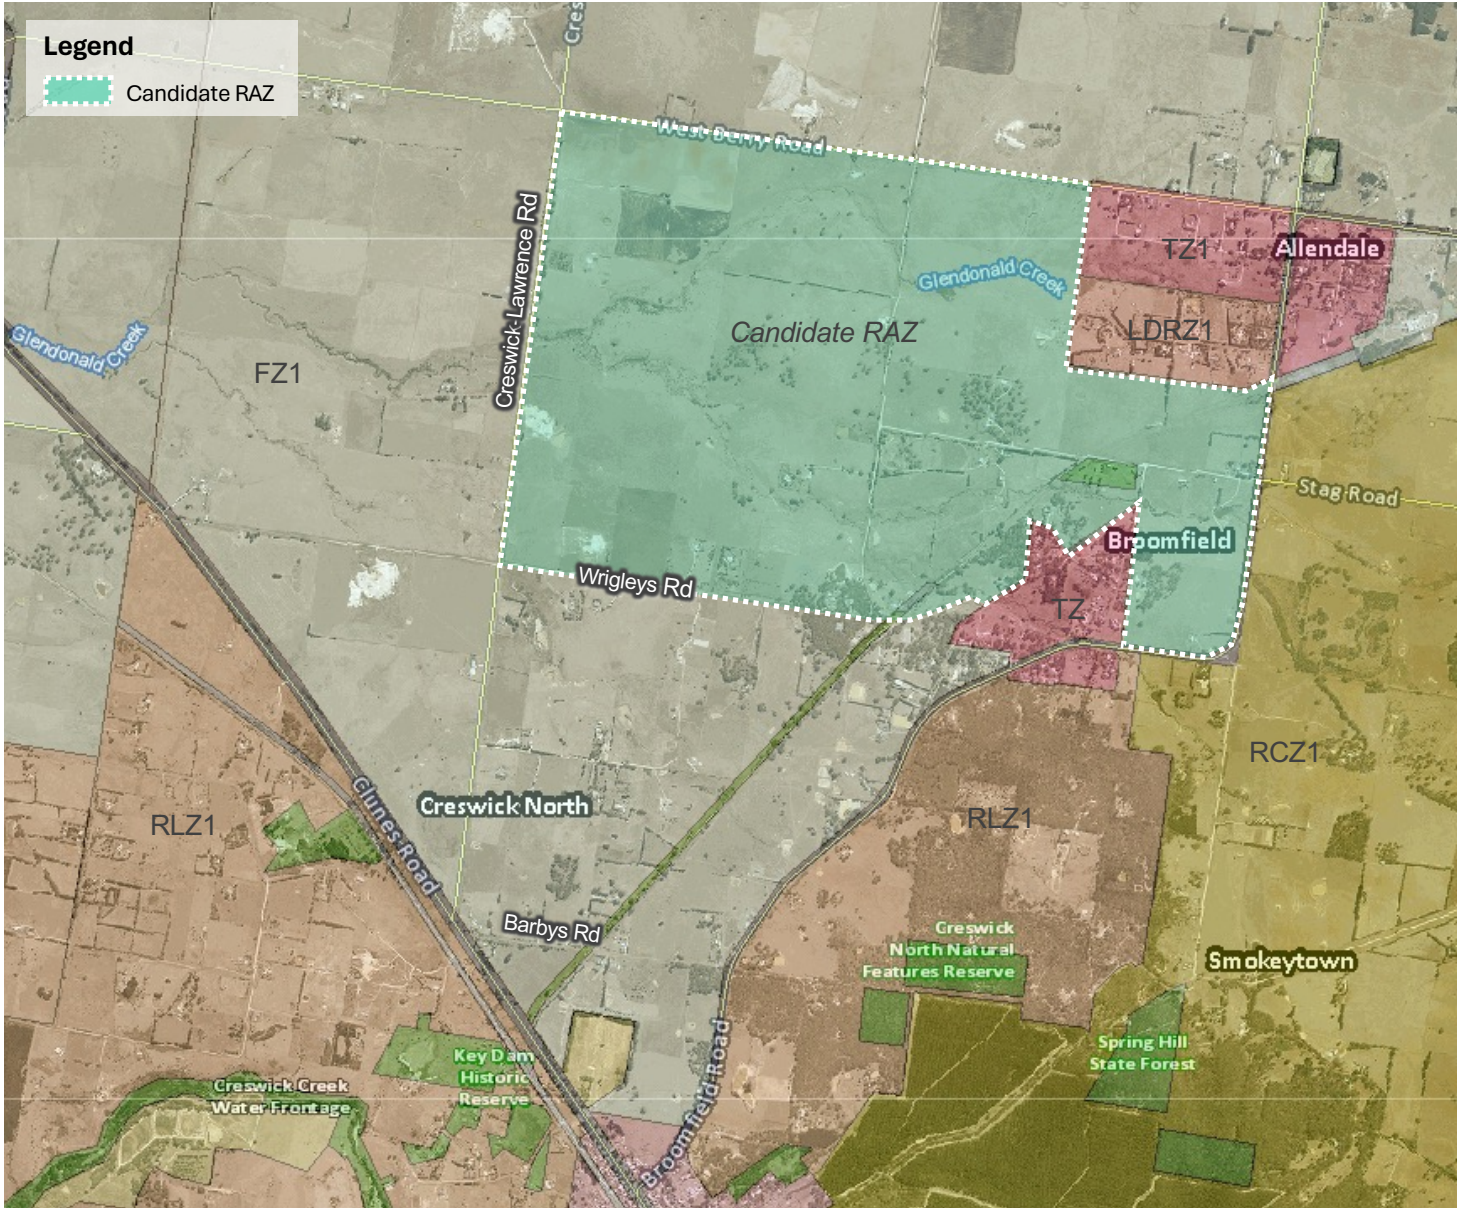 Legend
Candidate RAZ
Cres
West Berry Road
Creswick-Lawrence Rd
TZ1
Allendale
Glendonald Creek
Candidate RAZ
LDRZ1
Glendonald Creek
FZ1
Stag Road
Broomfield
Wrigleys Rd
TZ
RCZ1
Creswick North
RLZ1
Clunes Road
RLZ1
Barbys Rd
Creswick
North Natural
Features Reserve
Smokeytown
Key Dam
Historic
Reserve
Spring Hill
State Forest
Creswick Creek
Water Frontage
Broomfield Road